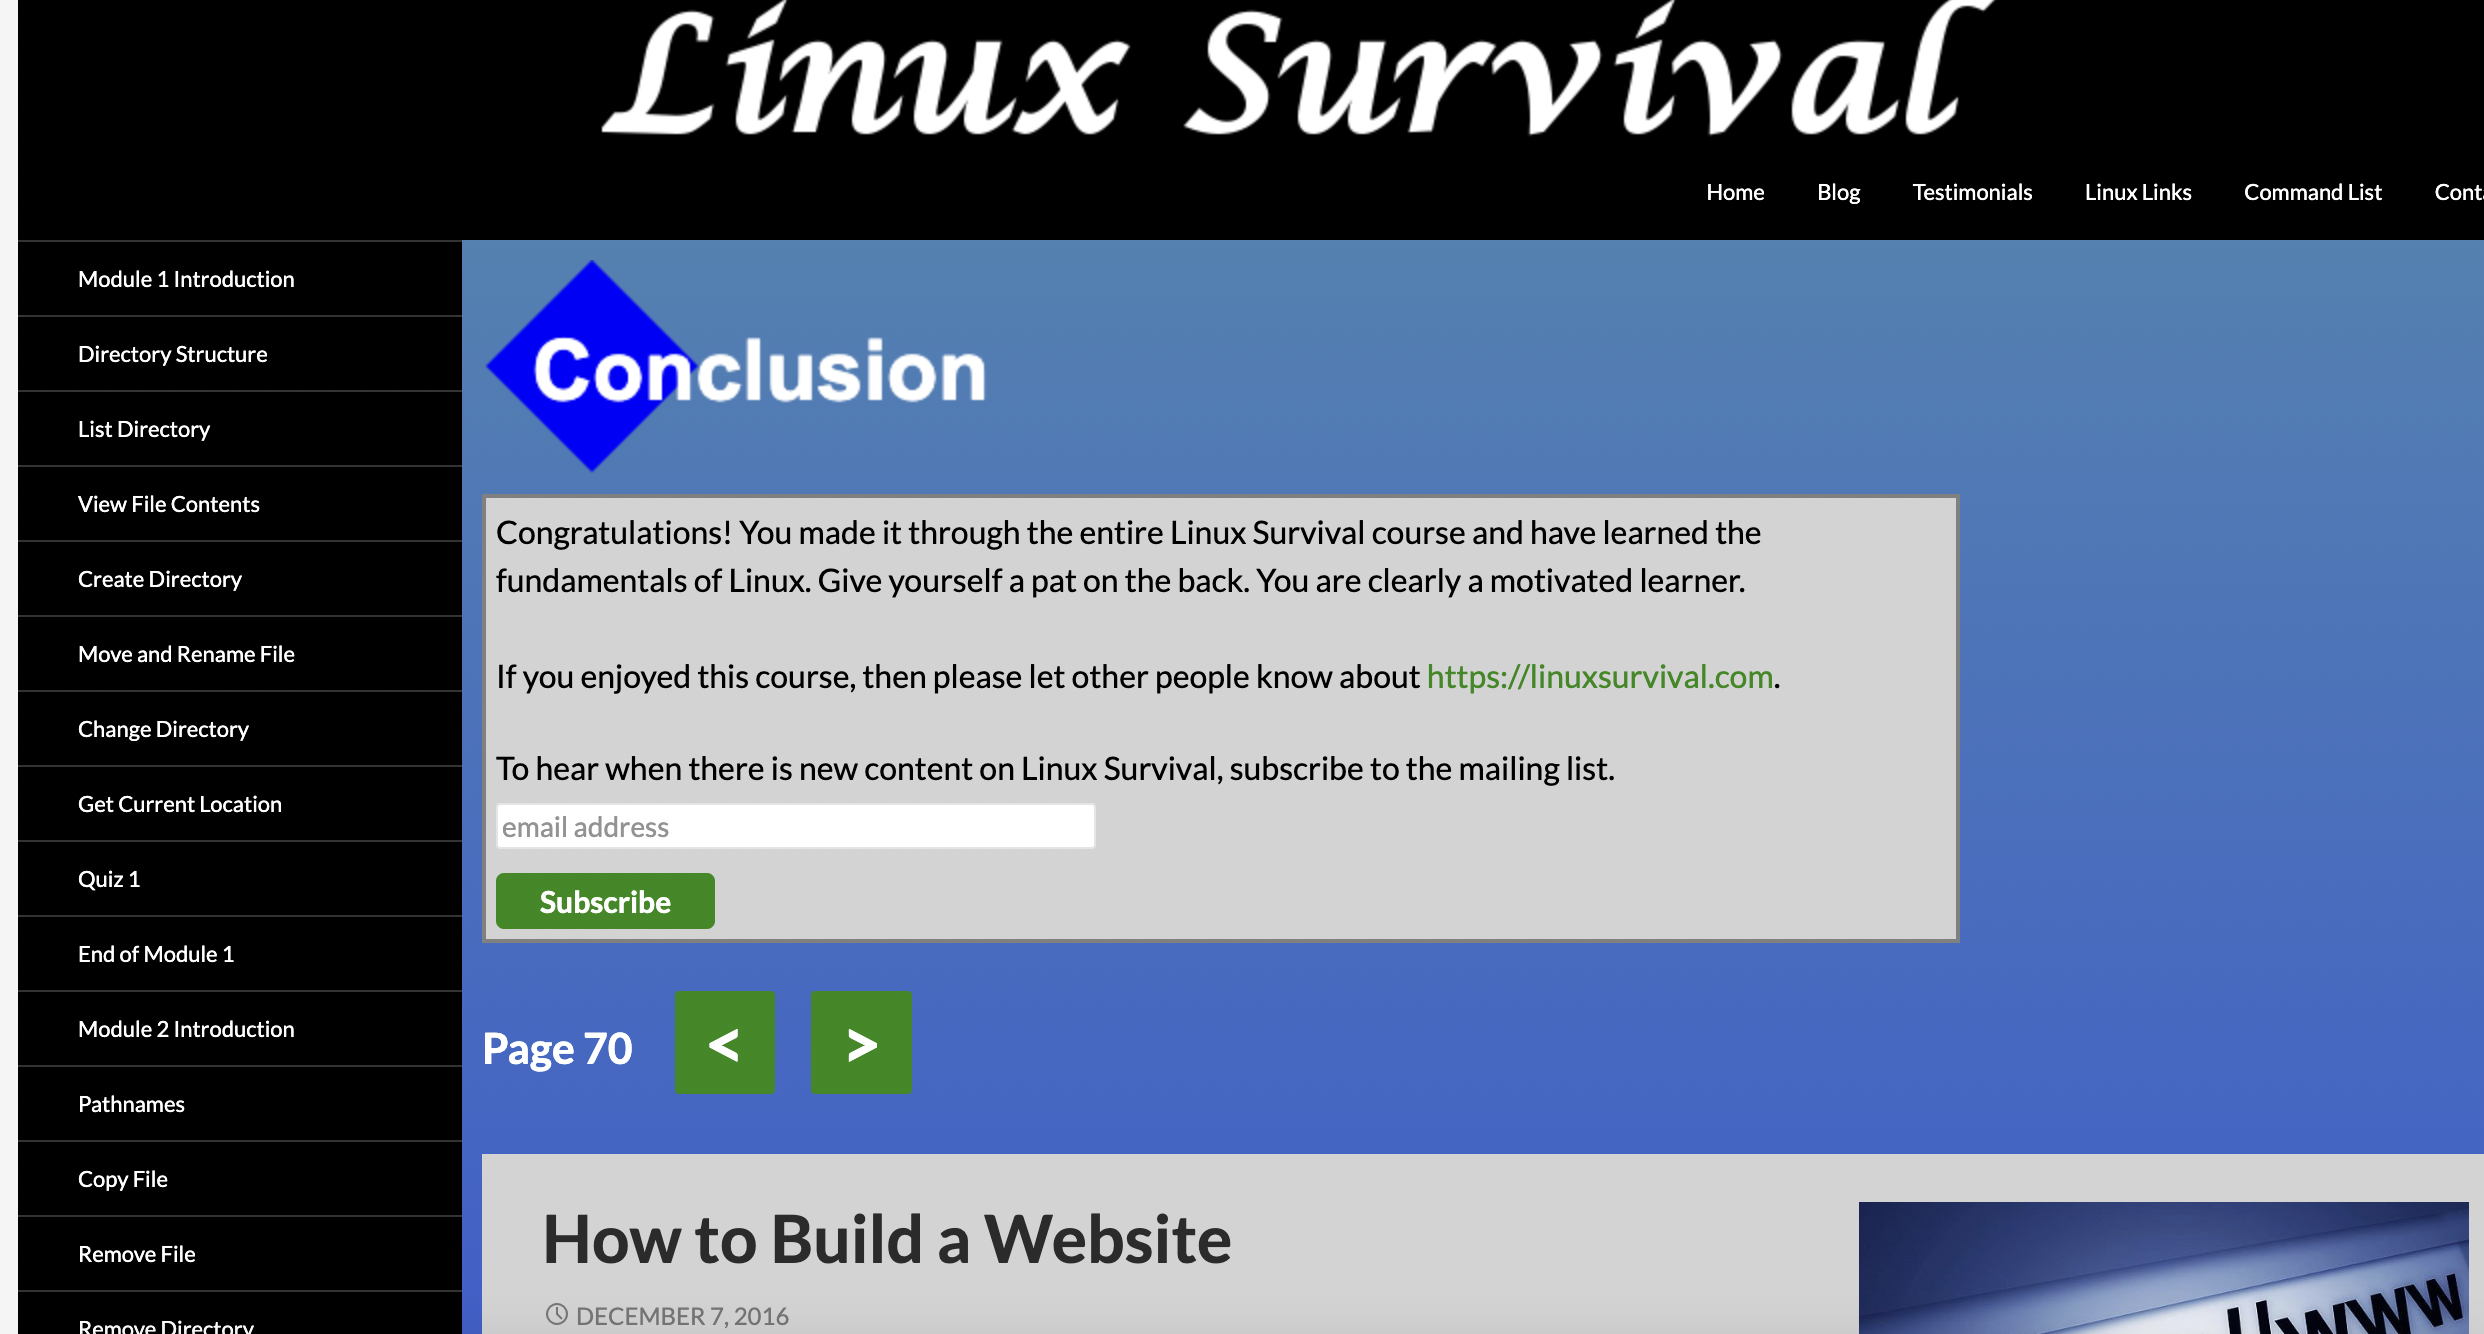 Linux Survival
Home Blog Testimonials Linux Links Command List
Module 1 Introduction
Directory Structure
List Directory
View File Contents
Create Directory
Move and Rename File
Change Directory
Get Current Location
Quiz 1
End of Module 1
Module 2 Introduction
Pathnames
Copy File
Remove File
Remove Directory
Conclusion
Congratulations! You made it through the entire Linux Survival course and have learned the
fundamentals of Linux. Give yourself a pat on the back. You are clearly a motivated learner.
If you enjoyed this course, then please let other people know about https://linuxsurvival.com.
To hear when there is new content on Linux Survival, subscribe to the mailing list.
email address
Subscribe
Page 70 < >
How to Build a Website
DECEMBER 7, 2016
//www